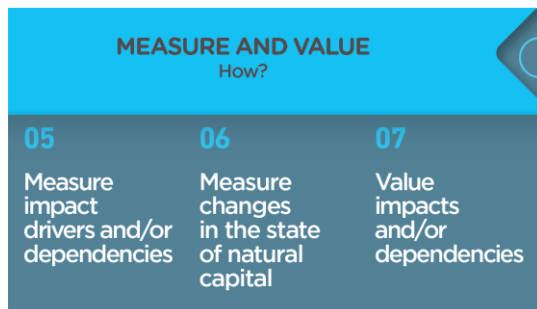 MEASURE AND VALUE
How?
05
Measure
impact
drivers and/or
dependencies
06
Measure
changes
in the state
of natural
capital
07
Value
impacts
and/or
dependencies